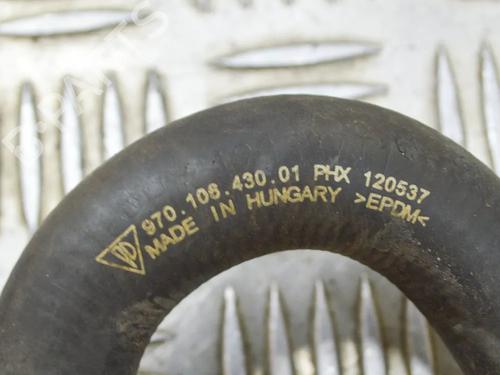 970.106.430.01 PHX 120537
MADE IN HUNGARY >EPDM<